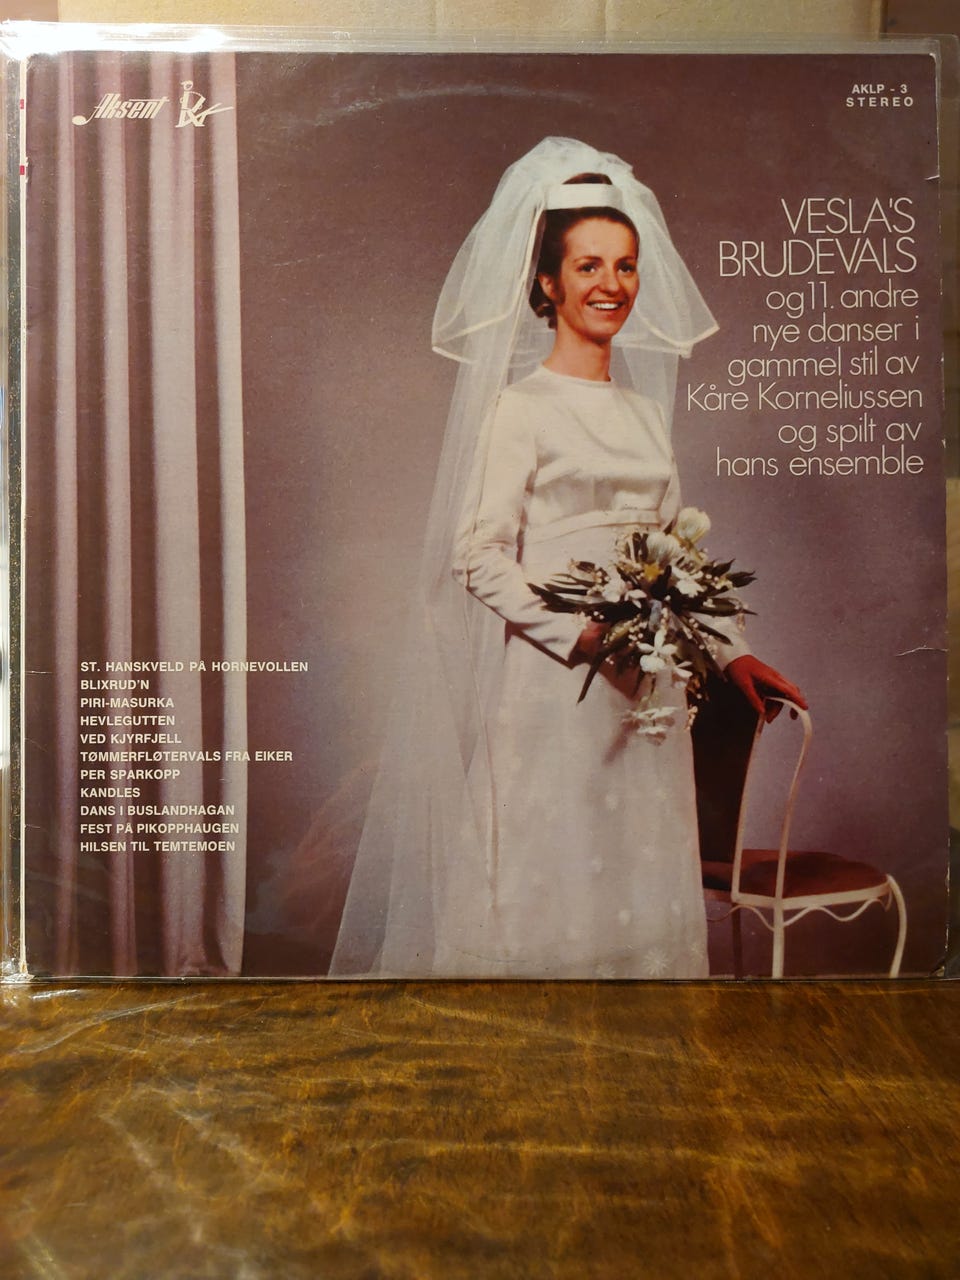 Aksent
AKLP - 3
STEREO
VESLA'S
BRUDEVALS
og 11. andre
nye danser i
gammel stil av
Kåre Korneliussen
og spilt av
hans ensemble
ST. HANSKVELD PÅ HORNEVOLLEN
BLIXRUD'N
PIRI-MASURKA
HEVLEGUTTEN
VED KJYRFJELL
TØMMERFLØTERVALS FRA EIKER
PER SPARKOPP
KANDLES
DANS I BUSLANDHAGAN
FEST PÅ PIKOPPHAUGEN
HILSEN TIL TEMTEMOEN